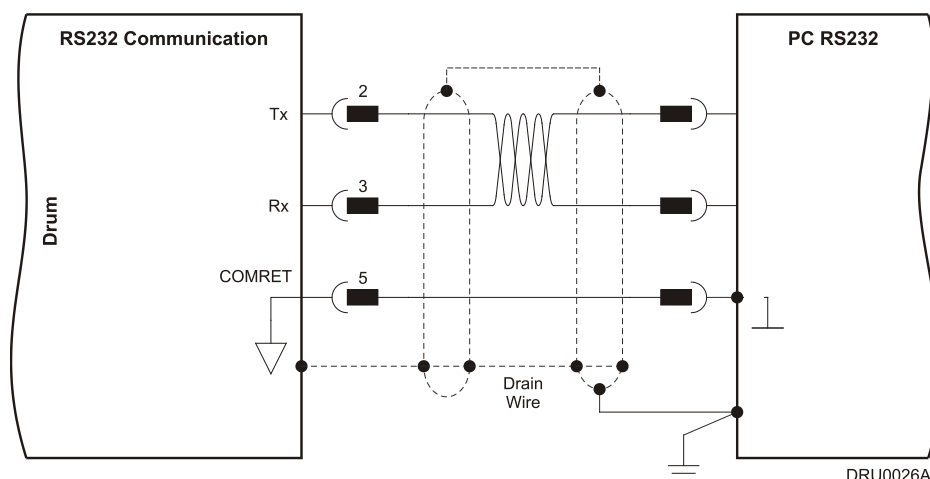 RS232 Communication
PC RS232
2
Tx
3
Rx
Drum
COMRET
5
Drain
Wire
DRU0026A